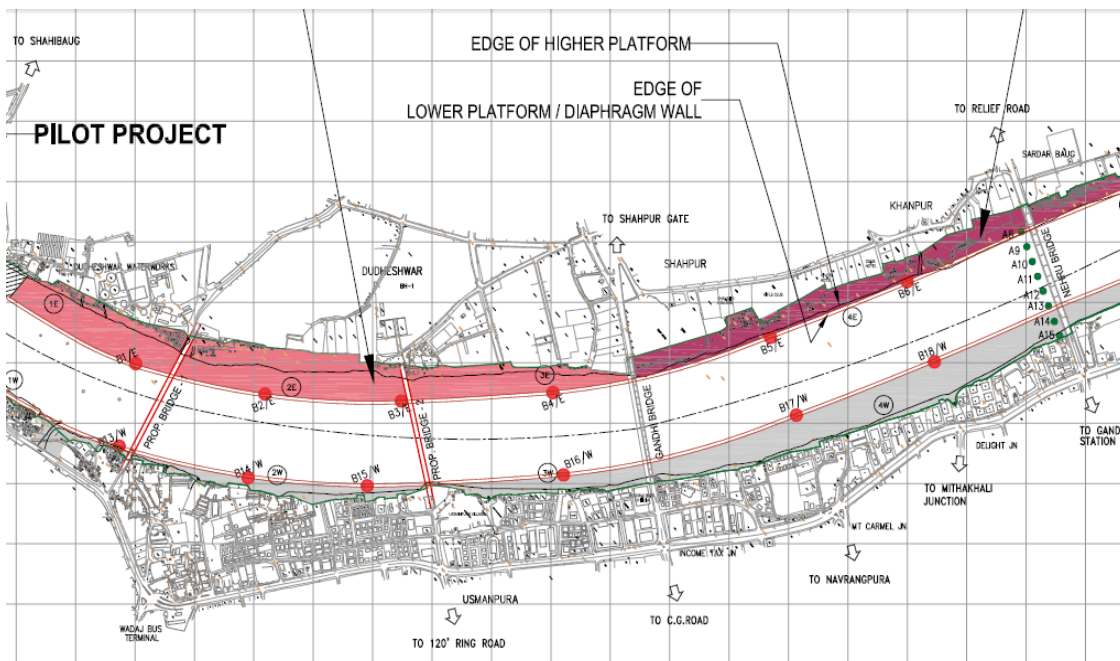 TO SHAHIBAUG
EDGE OF HIGHER PLATFORM
EDGE OF
LOWER PLATFORM / DIAPHRAGM WALL
TO RELIEF ROAD
PILOT PROJECT
SARDAR BAUG
KHANPUR
TO SHAHPUR GATE
SHAHPUR
DUDHESHWAR WATERWORKS
DUDHESHWAR
BH-1
A8
A9
A10
A11
A12
A13
A14
A15
NEHRU BRIDGE
1E
2E
3E
4E
B1/E
B2/E
B3/E
B4/E
B5/E
B6/E
1W
2W
3W
4W
B14/W
B15/W
B16/W
B17/W
B18/W
PROP. BRIDGE
PROP. BRIDGE - 2
GANDHI BRIDGE
TO GAND
STATION
DELIGHT JN
TO MITHAKHALI
JUNCTION
MT CARMEL JN
INCOME TAX JN
TO NAVRANGPURA
USMANPURA
TO C.G.ROAD
WADAJ BUS
TERMINAL
TO 120' RING ROAD